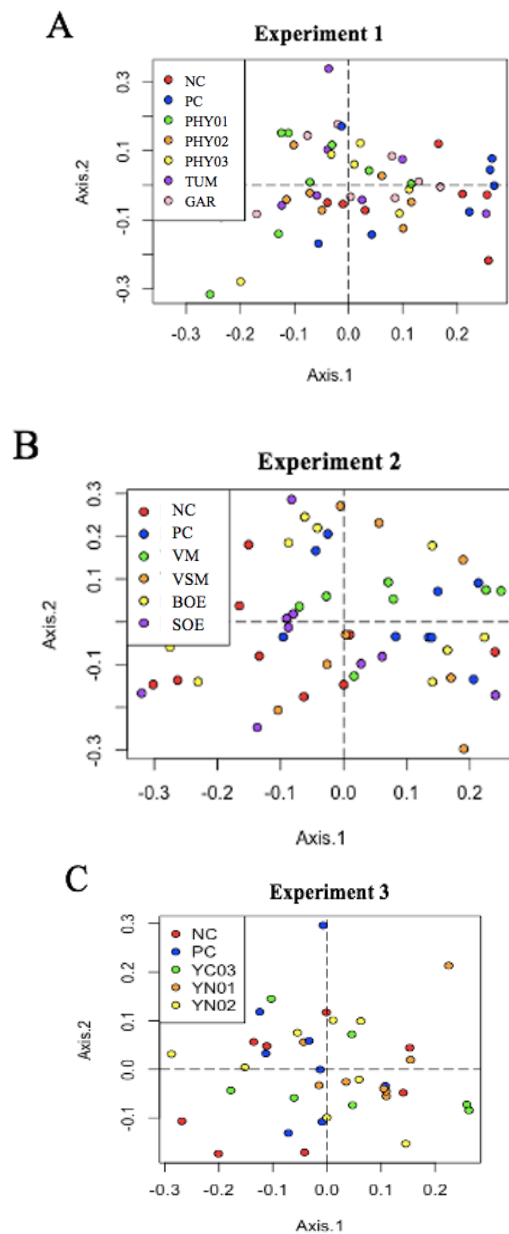 A
Experiment 1
NC
PC
PHY01
PHY02
PHY03
TUM
GAR
Axis.2
0.3
0.1
-0.1
-0.3
-0.3 -0.2 -0.1 0.0 0.1 0.2
Axis.1
B
Experiment 2
NC
PC
VM
VSM
BOE
SOE
Axis.2
0.3
0.2
0.1
-0.1
-0.3
-0.3 -0.2 -0.1 0.0 0.1 0.2
Axis.1
C
Experiment 3
NC
PC
YC03
YN01
YN02
Axis.2
0.3
0.2
0.1
0.0
-0.1
-0.3 -0.2 -0.1 0.0 0.1 0.2
Axis.1